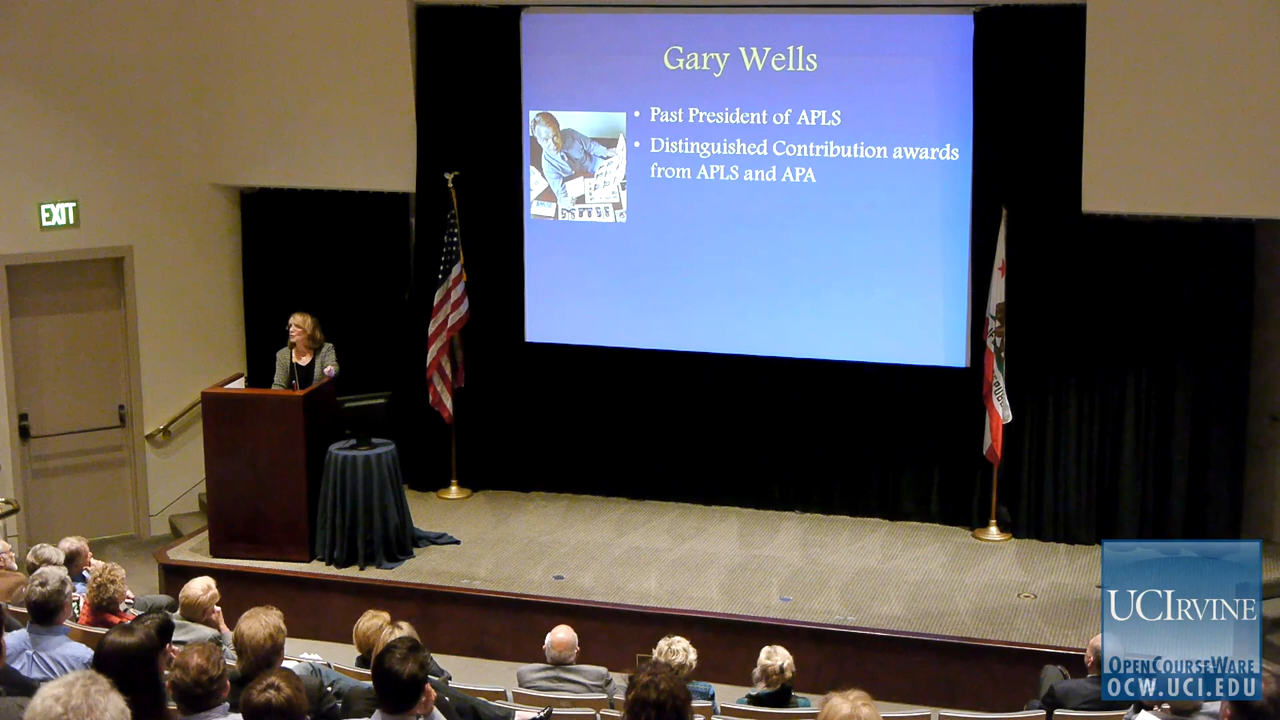 Gary Wells
• Past President of APLS
• Distinguished Contribution awards
from APLS and APA
EXIT
UCIRVINE
OPENCOURSEWARE
OCW.UCI.EDU